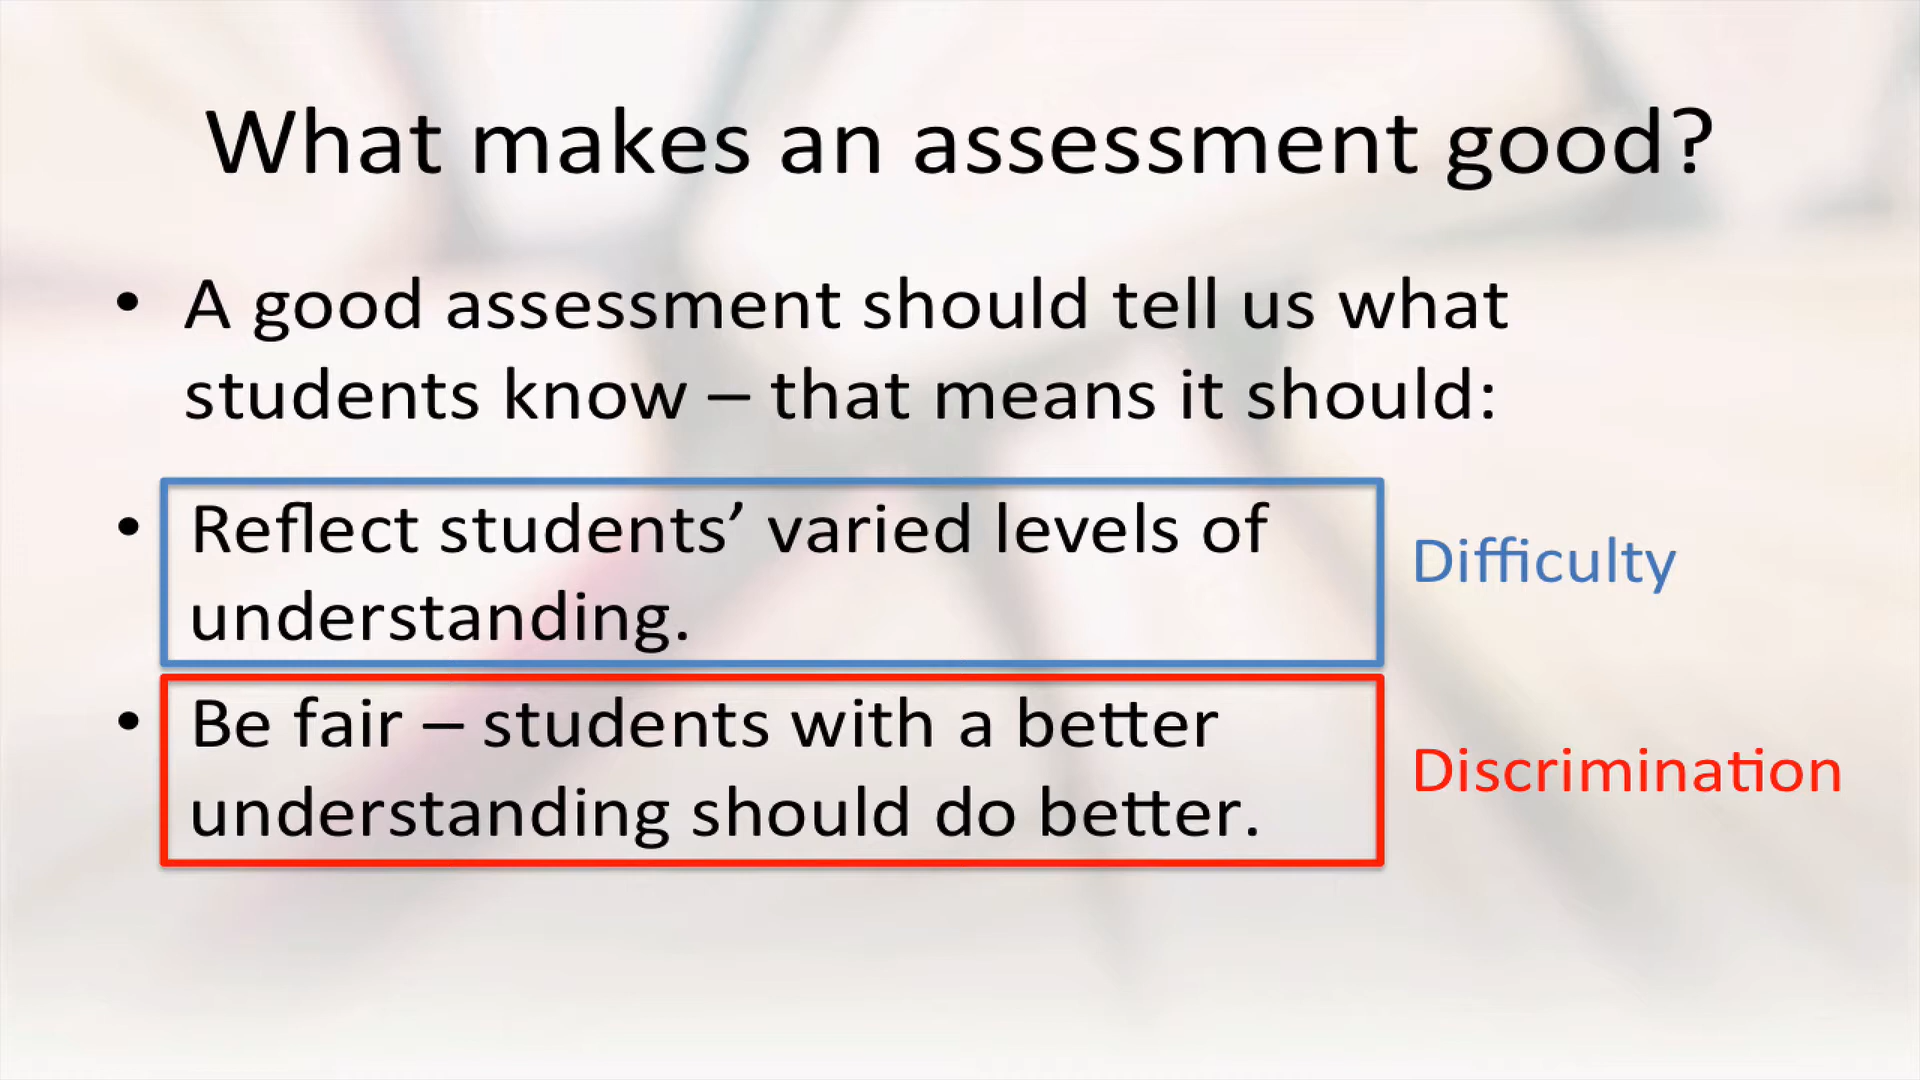 What makes an assessment good?
• A good assessment should tell us what
students know – that means it should:
• Reflect students’ varied levels of
understanding.
Difficulty
• Be fair – students with a better
understanding should do better.
Discrimination